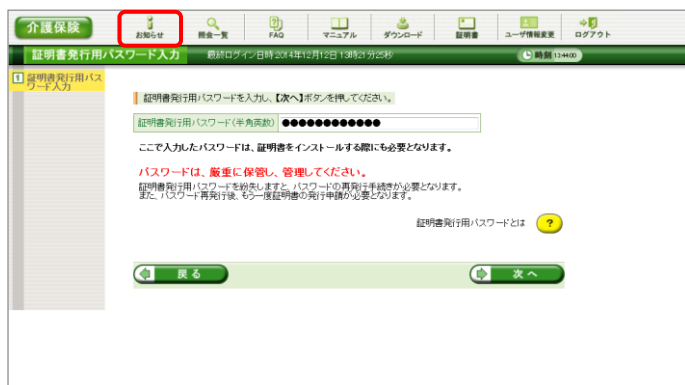 介護保険
お知らせ
照会一覧
FAQ
マニュアル
ダウンロード
証明書
ユーザ情報変更
ログアウト
証明書発行用パスワード入力
最終ログイン日時 2014年12月12日 13時21分25秒
時刻 13:44:00
1 証明書発行用パス
ワード入力
証明書発行用パスワードを入力し、【次へ】ボタンを押してください。
証明書発行用パスワード(半角英数) ●●●●●●●●●●●●
ここで入力したパスワードは、証明書をインストールする際にも必要となります。
パスワードは、厳重に保管し、管理してください。
証明書発行用パスワードを紛失しますと、パスワードの再発行手続きが必要となります。
また、パスワード再発行後、もう一度証明書の発行申請が必要となります。
証明書発行用パスワードとは ?
戻る
次へ